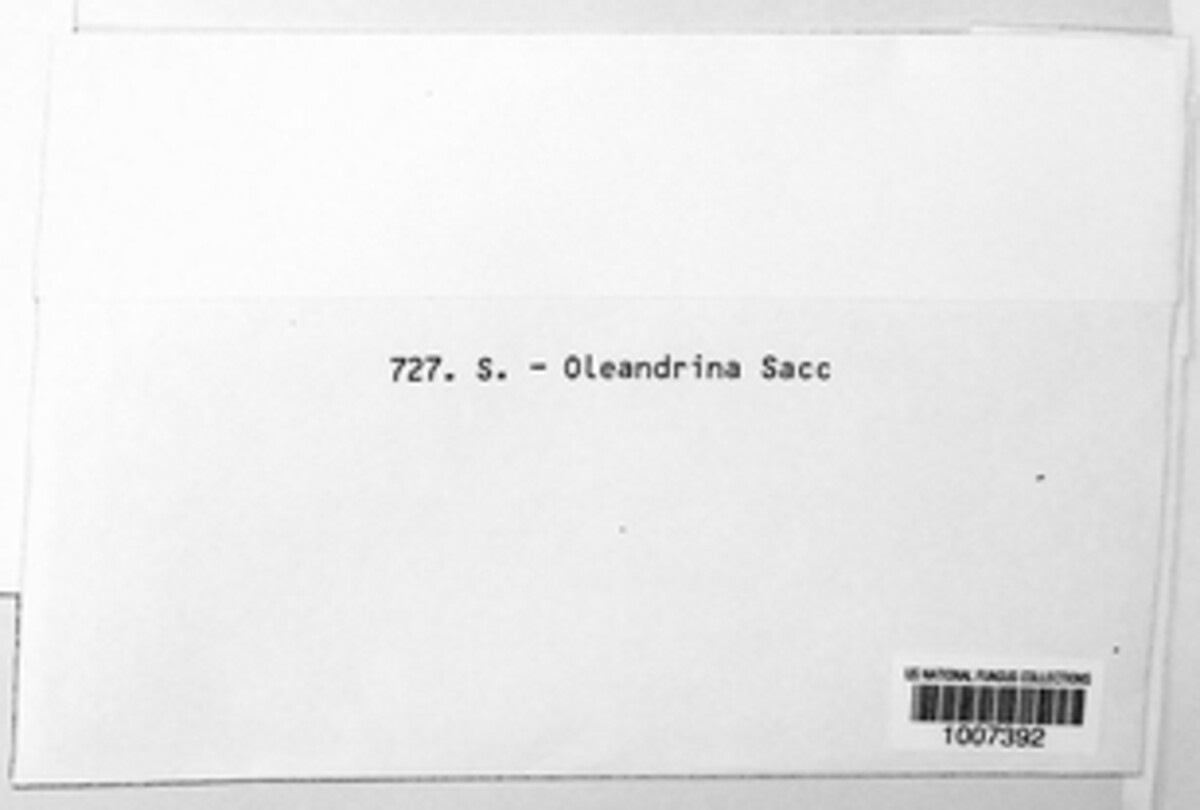 727. S. - Oleandrina Sacc
US NATIONAL FUNGUS COLLECTIONS
1007392